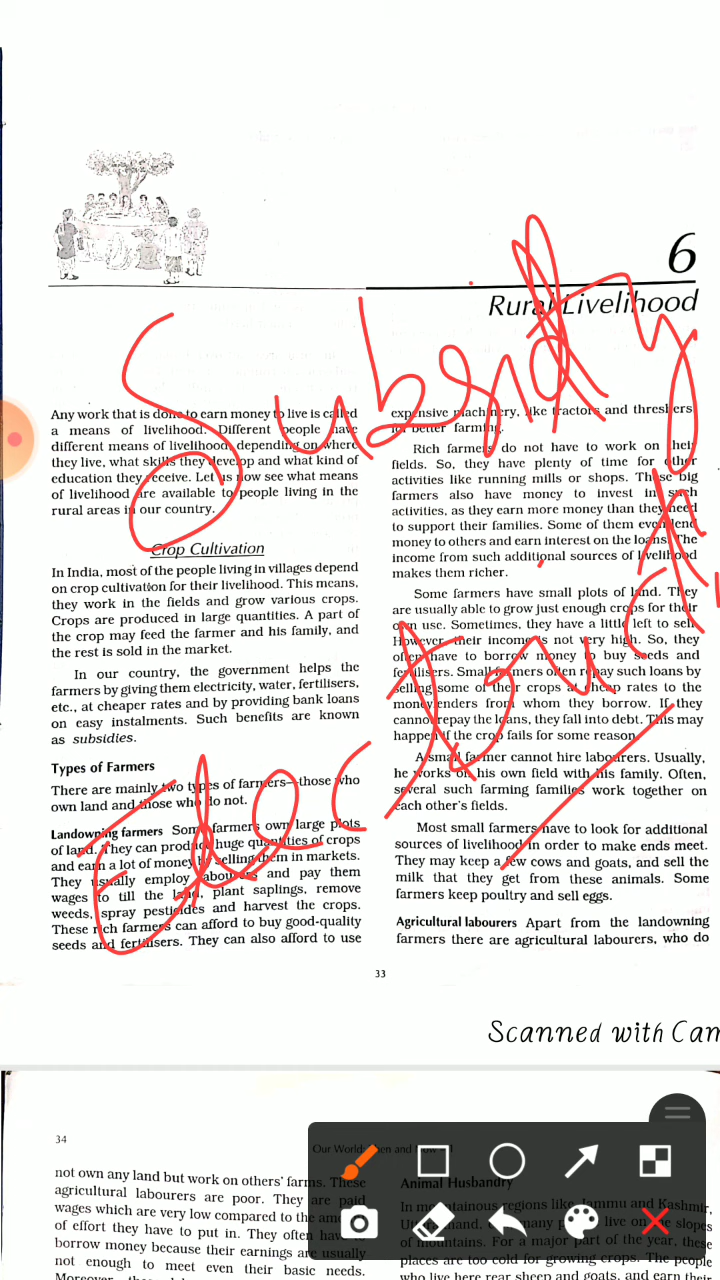 6
Rural Livelihood
Subsidy
Electricity
Any work that is done to earn money to live is called
a means of livelihood. Different people have
different means of livelihood, depending on where
they live, what skills they develop and what kind of
education they receive. Let us now see what means
of livelihood are available to people living in the
rural areas in our country.
Crop Cultivation
In India, most of the people living in villages depend
on crop cultivation for their livelihood. This means,
they work in the fields and grow various crops.
Crops are produced in large quantities. A part of
the crop may feed the farmer and his family, and
the rest is sold in the market.
In our country, the government helps the
farmers by giving them electricity, water, fertilisers,
etc., at cheaper rates and by providing bank loans
on easy instalments. Such benefits are known
as subsidies.
Types of Farmers
There are mainly two types of farmers—those who
own land and those who do not.
Landowning farmers Some farmers own large plots
of land. They can produce huge quantities of crops
and earn a lot of money by selling them in markets.
They usually employ labourers and pay them
wages to till the land, plant saplings, remove
weeds, spray pesticides and harvest the crops.
These rich farmers can afford to buy good-quality
seeds and fertilisers. They can also afford to use
expensive machinery, like tractors and threshers
for better farming.
Rich farmers do not have to work on their
fields. So, they have plenty of time for other
activities like running mills or shops. These big
farmers also have money to invest in such
activities, as they earn more money than they need
to support their families. Some of them even lend
money to others and earn interest on the loans. The
income from such additional sources of livelihood
makes them richer.
Some farmers have small plots of land. They
are usually able to grow just enough crops for their
own use. Sometimes, they have a little left to sell.
However, their income is not very high. So, they
often have to borrow money to buy seeds and
fertilisers. Small farmers often repay such loans by
selling some of their crops at cheap rates to the
moneylenders from whom they borrow. If they
cannot repay the loans, they fall into debt. This may
happen if the crop fails for some reason.
A small farmer cannot hire labourers. Usually,
he works on his own field with his family. Often,
several such farming families work together on
each other's fields.
Most small farmers have to look for additional
sources of livelihood in order to make ends meet.
They may keep a few cows and goats, and sell the
milk that they get from these animals. Some
farmers keep poultry and sell eggs.
Agricultural labourers Apart from the landowning
farmers there are agricultural labourers, who do
33
Scanned with Cam
34
Our World: Then and Now
not own any land but work on others' farms. These
agricultural labourers are poor. They are paid
wages which are very low compared to the amount
of effort they have to put in. They often have to
borrow money because their earnings are usually
not enough to meet even their basic needs.
Animal Husbandry
In mountainous regions like Jammu and Kashmir,
many live on the slopes
of mountains. For a major part of the year, these
places are too cold for growing crops. The people
who live here rear sheep and goats, and earn their